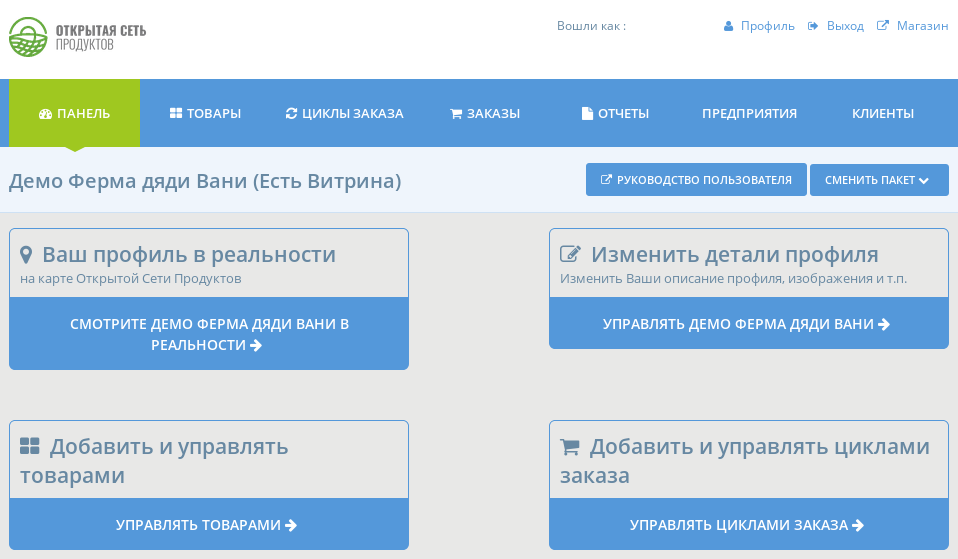 ОТКРЫТАЯ СЕТЬ
ПРОДУКТОВ
Вошли как :
Профиль
Выход
Магазин
ПАНЕЛЬ
ТОВАРЫ
ЦИКЛЫ ЗАКАЗА
ЗАКАЗЫ
ОТЧЕТЫ
ПРЕДПРИЯТИЯ
КЛИЕНТЫ
Демо Ферма дяди Вани (Есть Витрина)
РУКОВОДСТВО ПОЛЬЗОВАТЕЛЯ
СМЕНИТЬ ПАКЕТ
Ваш профиль в реальности
на карте Открытой Сети Продуктов
СМОТРИТЕ ДЕМО ФЕРМА ДЯДИ ВАНИ В
РЕАЛЬНОСТИ
Изменить детали профиля
Изменить Ваши описание профиля, изображения и т.п.
УПРАВЛЯТЬ ДЕМО ФЕРМА ДЯДИ ВАНИ
Добавить и управлять
товарами
УПРАВЛЯТЬ ТОВАРАМИ
Добавить и управлять циклами
заказа
УПРАВЛЯТЬ ЦИКЛАМИ ЗАКАЗА